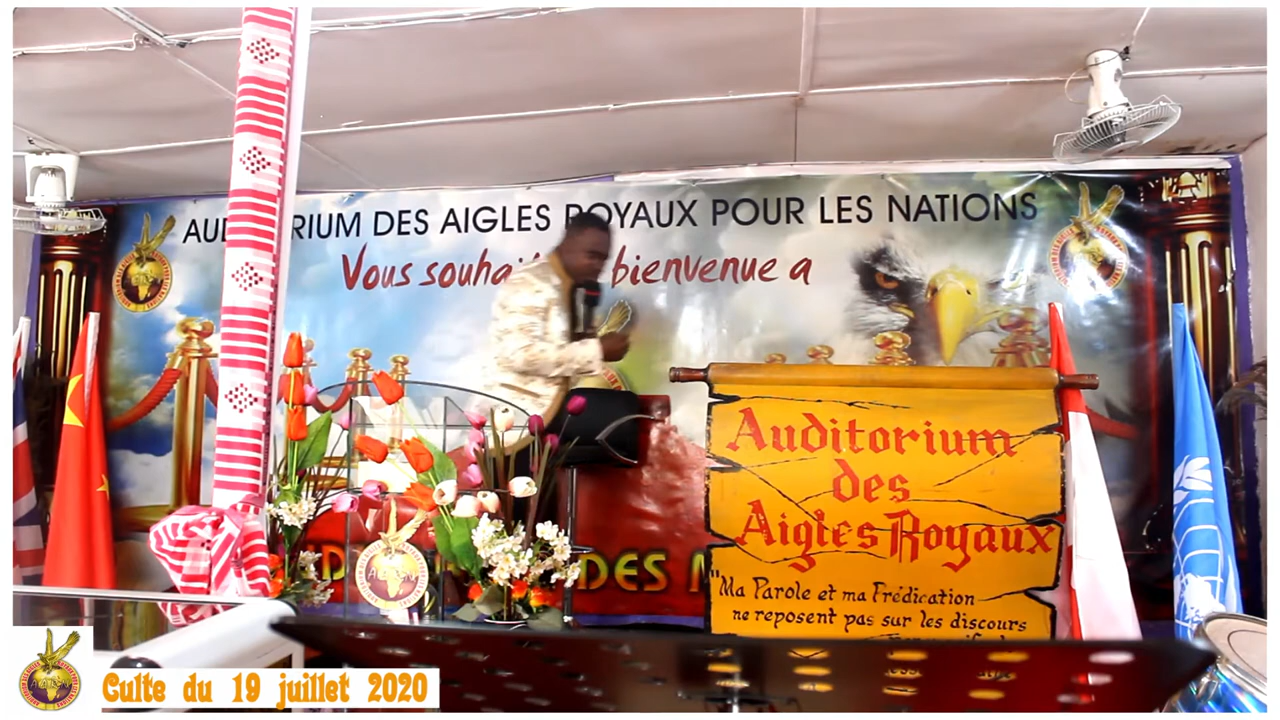 AUDITORIUM DES AIGLES ROYAUX POUR LES NATIONS
Vous souhai bienvenue a
Auditorium
des
Aigles Royaux
"Ma Parole et ma Prédication
ne reposent pas sur les discours
DES
Culte du 19 juillet 2020